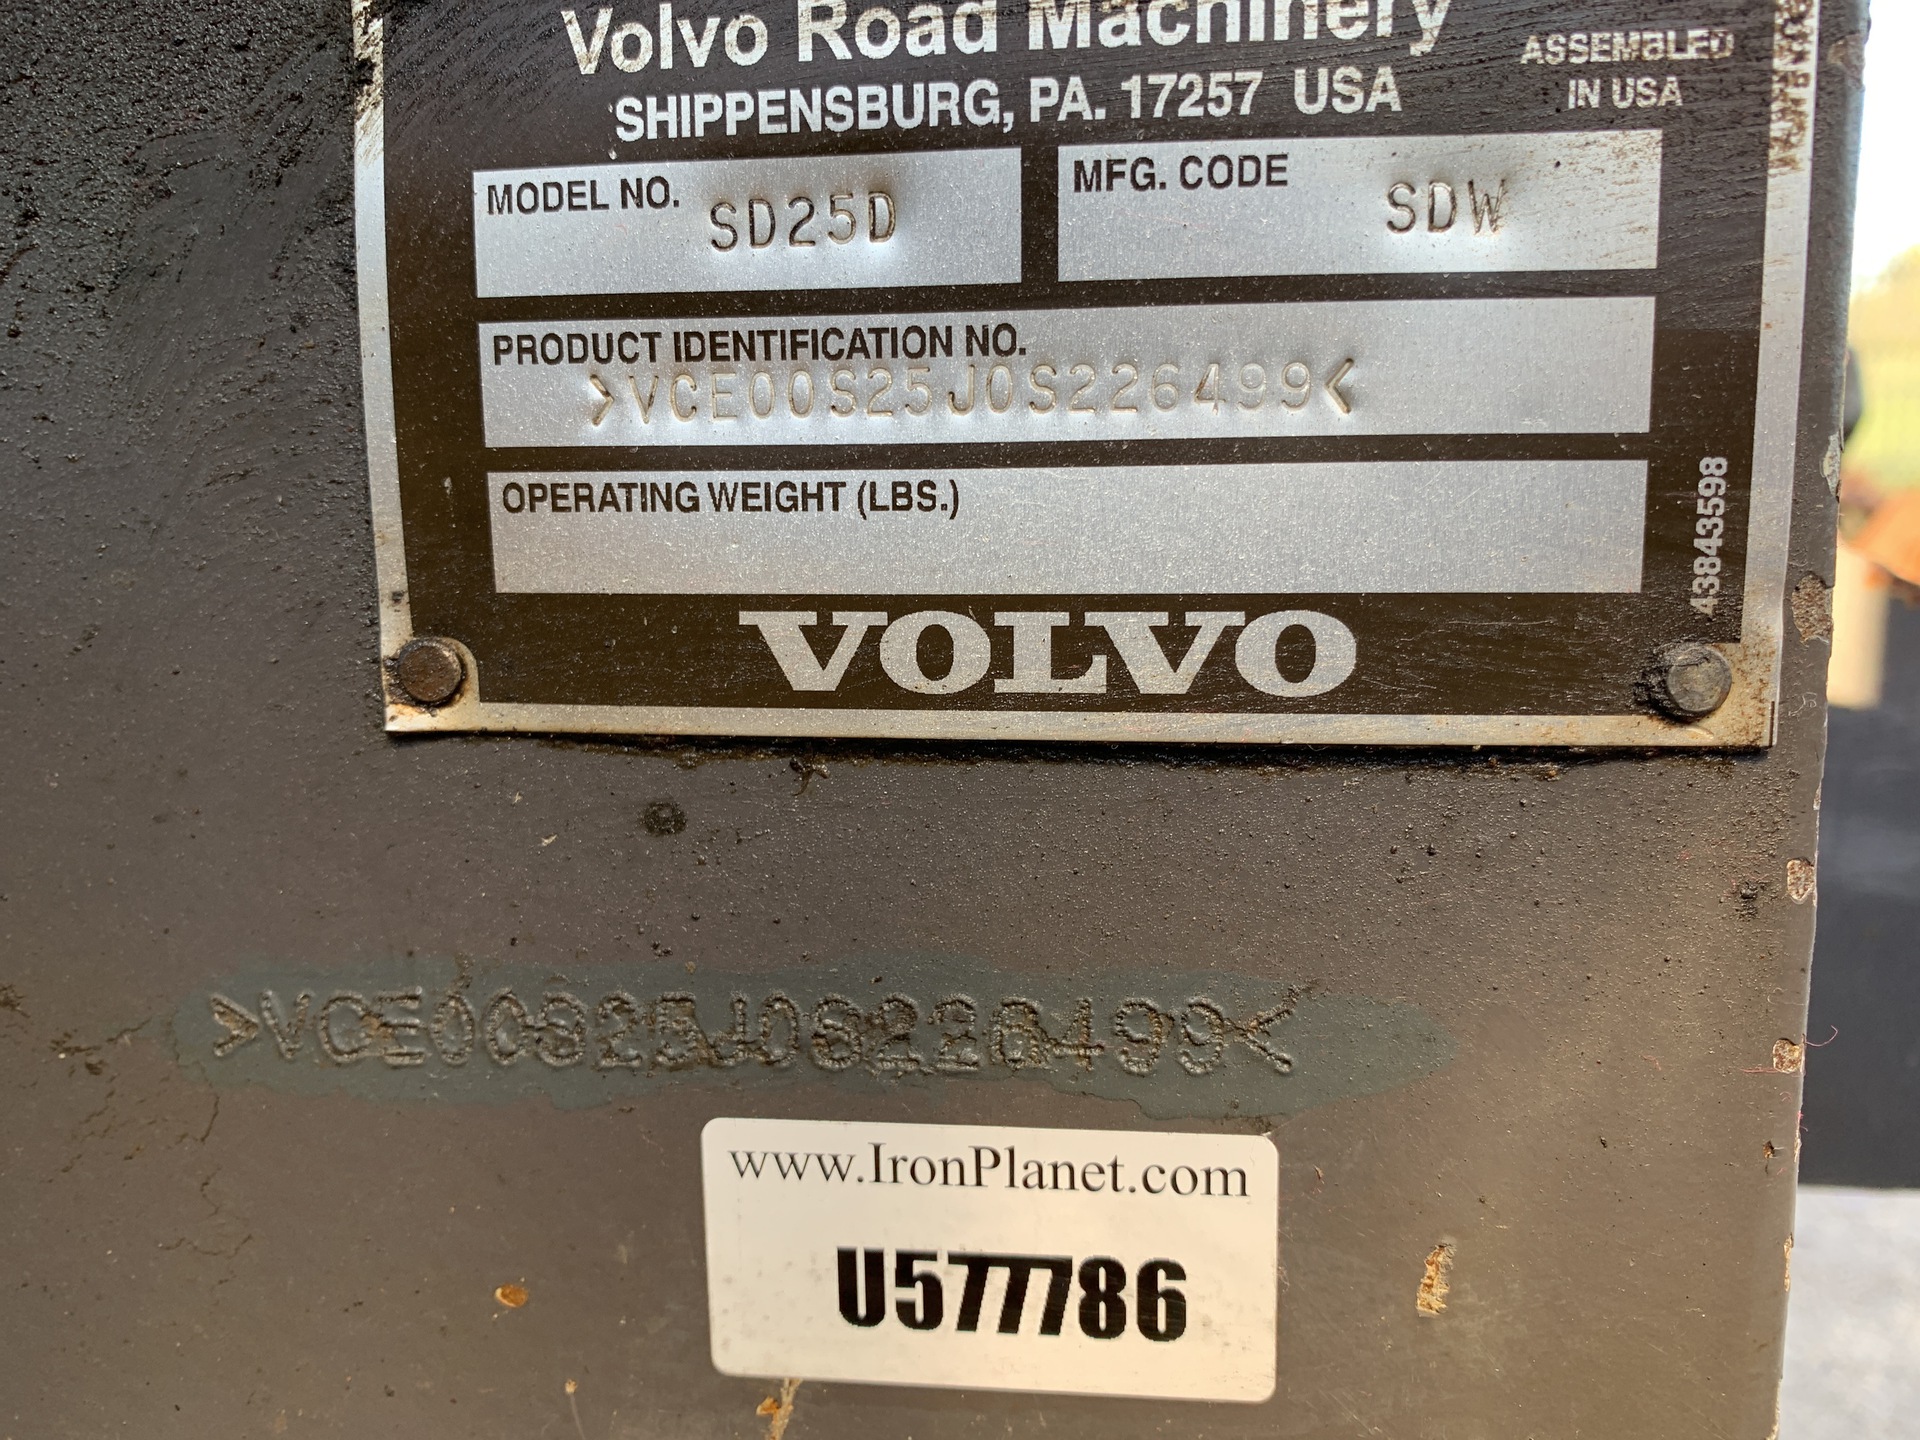 Volvo Road Machinery
SHIPPENSBURG, PA. 17257 USA
ASSEMBLED
IN USA
MODEL NO. SD25D
MFG. CODE SDW
PRODUCT IDENTIFICATION NO.
>VCE00S25J0S226499<
OPERATING WEIGHT (LBS.)
43843598
VOLVO
>VCE00S25J0S226499<
www.IronPlanet.com
U577786